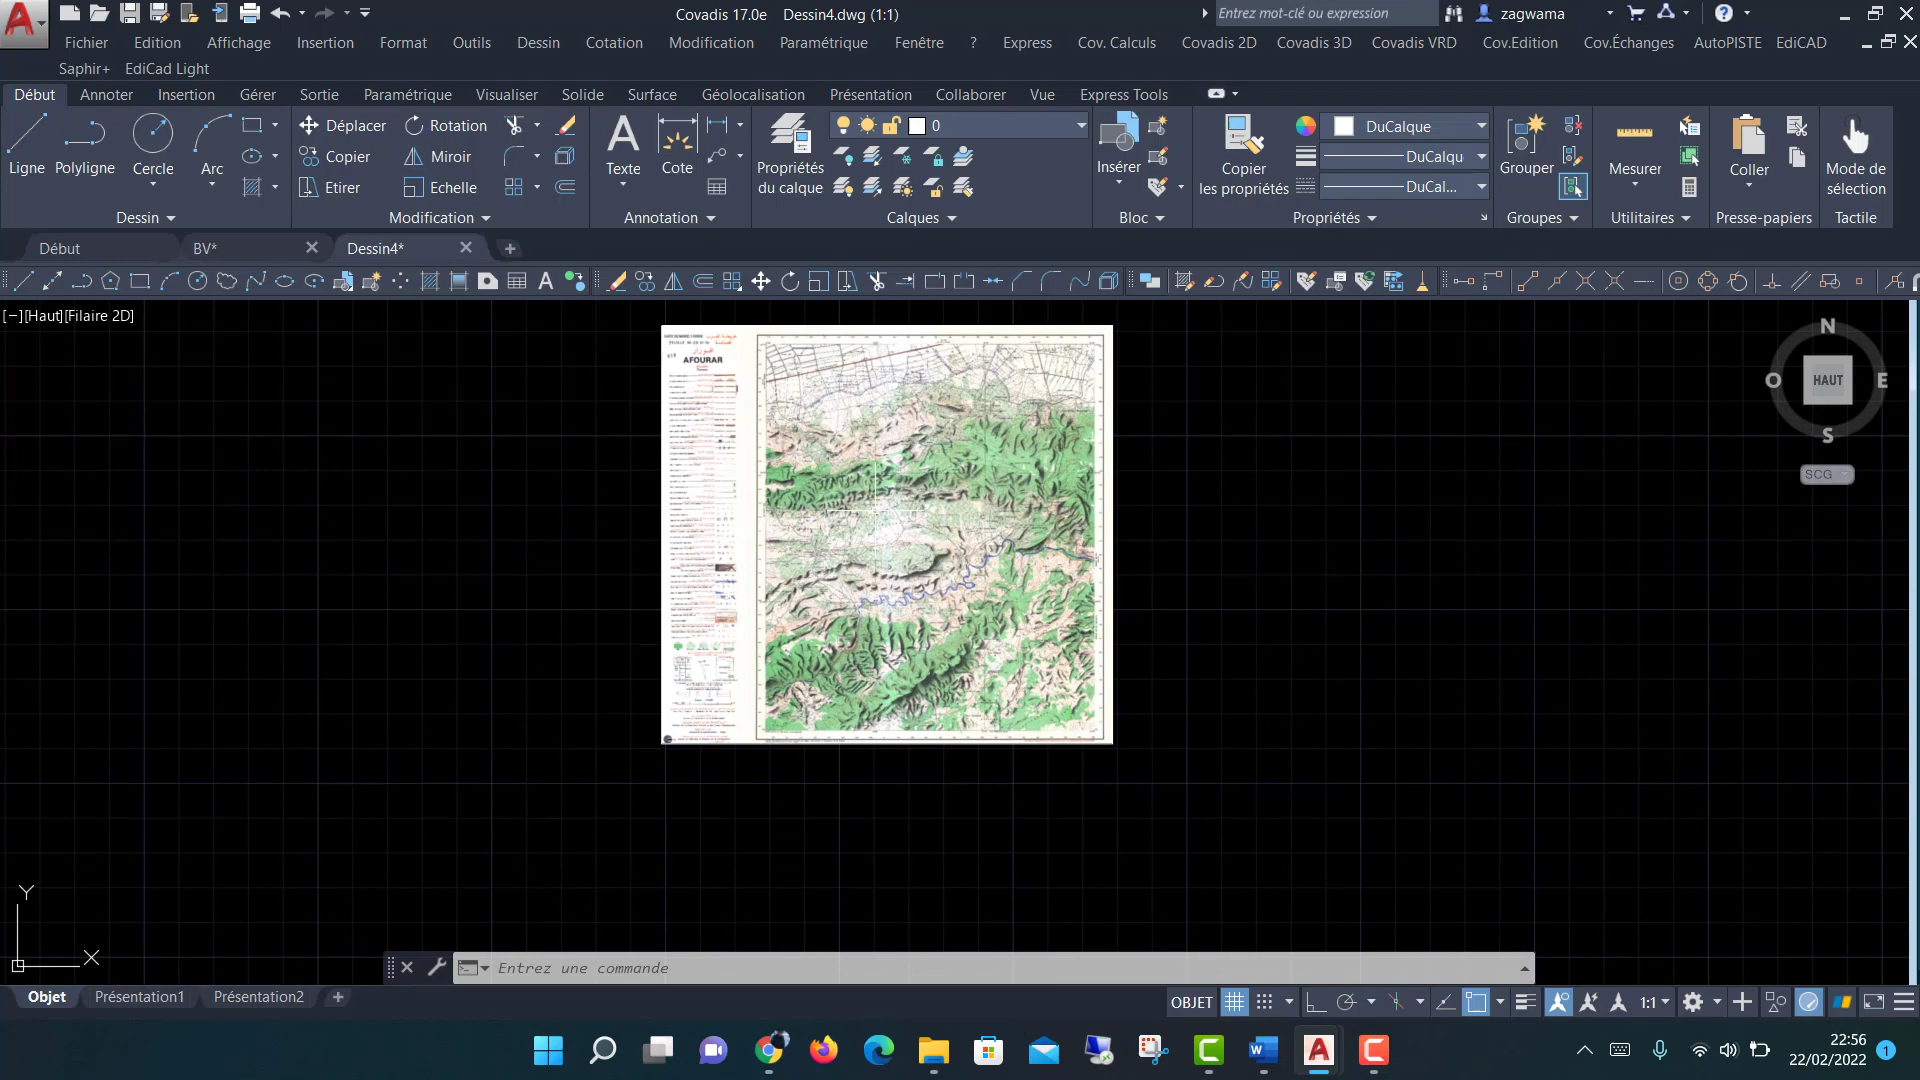 Covadis 17.0e Dessin4.dwg (1:1)
Entrez mot-clé ou expression
zagwama
Fichier Edition Affichage Insertion Format Outils Dessin Cotation Modification Paramétrique Fenêtre ? Express Cov. Calculs Covadis 2D Covadis 3D Covadis VRD Cov.Edition Cov.Échanges AutoPISTE EdiCAD
Saphir+ EdiCad Light
Début Annoter Insertion Gérer Sortie Paramétrique Visualiser Solide Surface Géolocalisation Présentation Collaborer Vue Express Tools
Ligne Polyligne Cercle Arc
Déplacer Rotation
Copier Miroir
Etirer Echelle
Texte Cote
Propriétés du calque
0
Insérer
Copier les propriétés
DuCalque
DuCalqu
DuCal...
Grouper
Mesurer
Coller
Mode de sélection
Dessin Modification Annotation Calques Bloc Propriétés Groupes Utilitaires Presse-papiers Tactile
Début BV* Dessin4*
[−][Haut][Filaire 2D]
AFOURAR
N
O HAUT E
S
SCG
Y
X
Entrez une commande
Objet Présentation1 Présentation2
OBJET 1:1
22:56
22/02/2022
1